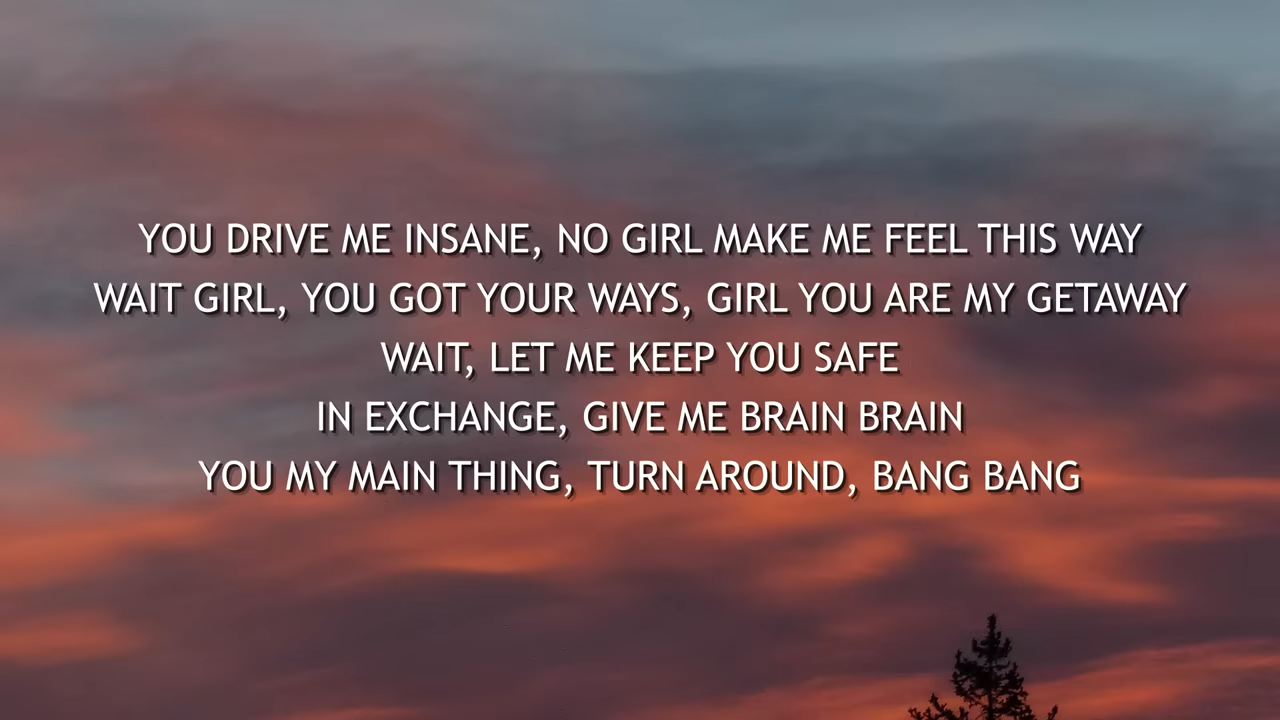 YOU DRIVE ME INSANE, NO GIRL MAKE ME FEEL THIS WAY
WAIT GIRL, YOU GOT YOUR WAYS, GIRL YOU ARE MY GETAWAY
WAIT, LET ME KEEP YOU SAFE
IN EXCHANGE, GIVE ME BRAIN BRAIN
YOU MY MAIN THING, TURN AROUND, BANG BANG